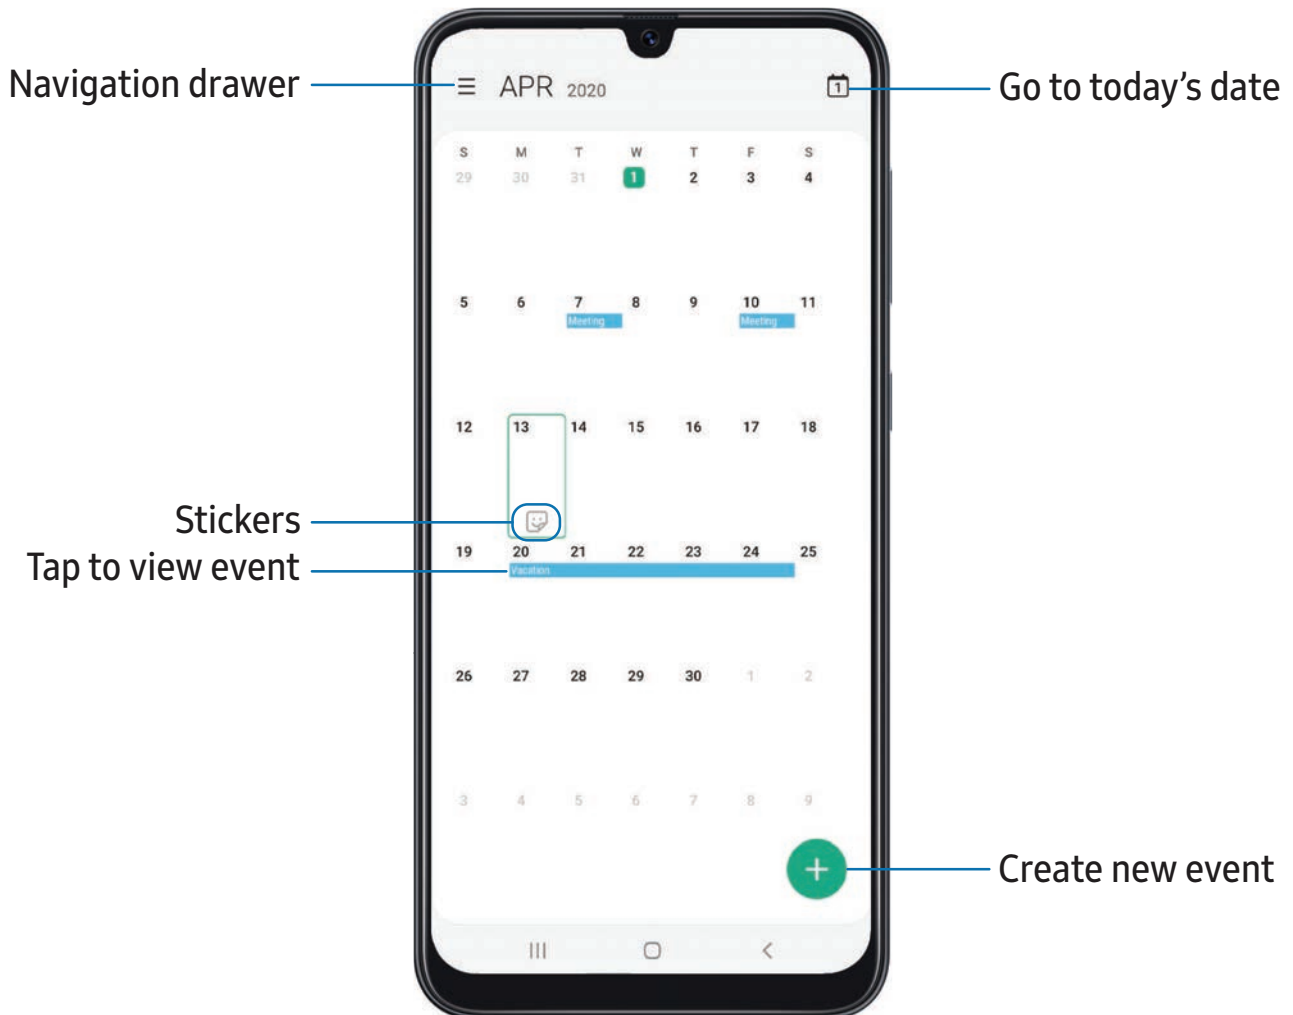 Navigation drawer
APR 2020
1
Go to today's date
S M T W T F S
29 30 31 1 2 3 4
5 6 7 8 9 10 11
Meeting Meeting
12 13 14 15 16 17 18
Stickers
19 20 21 22 23 24 25
Tap to view event
Vacation
26 27 28 29 30 1 2
3 4 5 6 7 8 9
+
Create new event